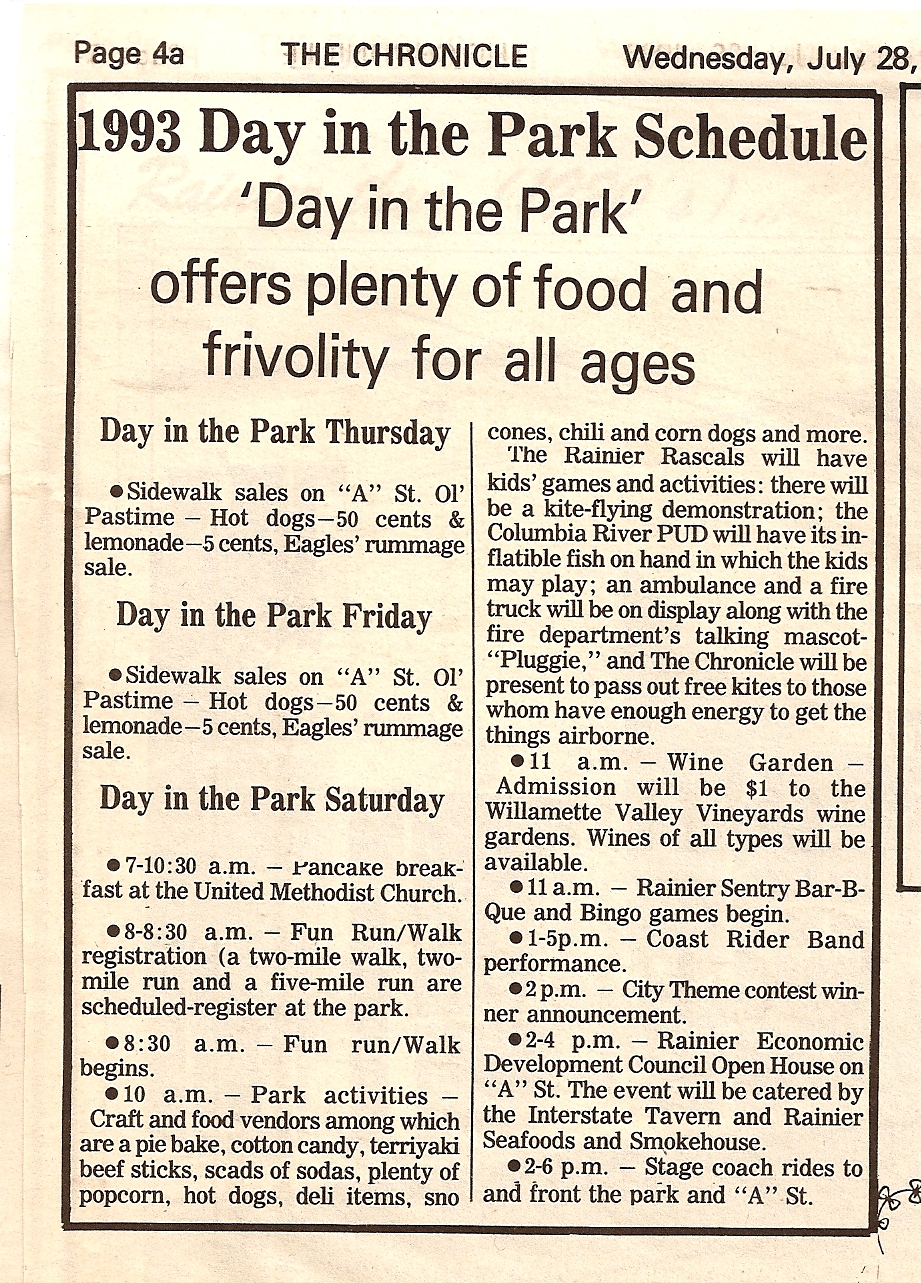 Page 4a THE CHRONICLE Wednesday, July 28,
1993 Day in the Park Schedule
'Day in the Park'
offers plenty of food and
frivolity for all ages
Day in the Park Thursday
●Sidewalk sales on "A" St. Ol'
Pastime — Hot dogs—50 cents &
lemonade—5 cents, Eagles' rummage
sale.
Day in the Park Friday
●Sidewalk sales on "A" St. Ol'
Pastime — Hot dogs—50 cents &
lemonade—5 cents, Eagles' rummage
sale.
Day in the Park Saturday
●7-10:30 a.m. — Pancake break-
fast at the United Methodist Church.
●8-8:30 a.m. — Fun Run/Walk
registration (a two-mile walk, two-
mile run and a five-mile run are
scheduled-register at the park.
●8:30 a.m. — Fun run/Walk
begins.
●10 a.m. — Park activities —
Craft and food vendors among which
are a pie bake, cotton candy, terriyaki
beef sticks, scads of sodas, plenty of
popcorn, hot dogs, deli items, sno
cones, chili and corn dogs and more.
The Rainier Rascals will have
kids' games and activities: there will
be a kite-flying demonstration; the
Columbia River PUD will have its in-
flatible fish on hand in which the kids
may play; an ambulance and a fire
truck will be on display along with the
fire department's talking mascot-
"Pluggie," and The Chronicle will be
present to pass out free kites to those
whom have enough energy to get the
things airborne.
●11 a.m. — Wine Garden —
Admission will be $1 to the
Willamette Valley Vineyards wine
gardens. Wines of all types will be
available.
●11 a.m. — Rainier Sentry Bar-B-
Que and Bingo games begin.
●1-5p.m. — Coast Rider Band
performance.
●2 p.m. — City Theme contest win-
ner announcement.
●2-4 p.m. — Rainier Economic
Development Council Open House on
"A" St. The event will be catered by
the Interstate Tavern and Rainier
Seafoods and Smokehouse.
●2-6 p.m. — Stage coach rides to
and front the park and "A" St.